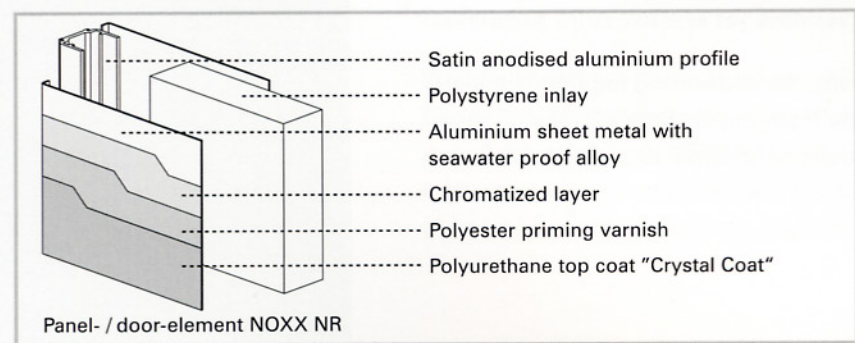 Satin anodised aluminium profile
Polystyrene inlay
Aluminium sheet metal with
seawater proof alloy
Chromatized layer
Polyester priming varnish
Polyurethane top coat "Crystal Coat“
Panel- / door-element NOXX NR